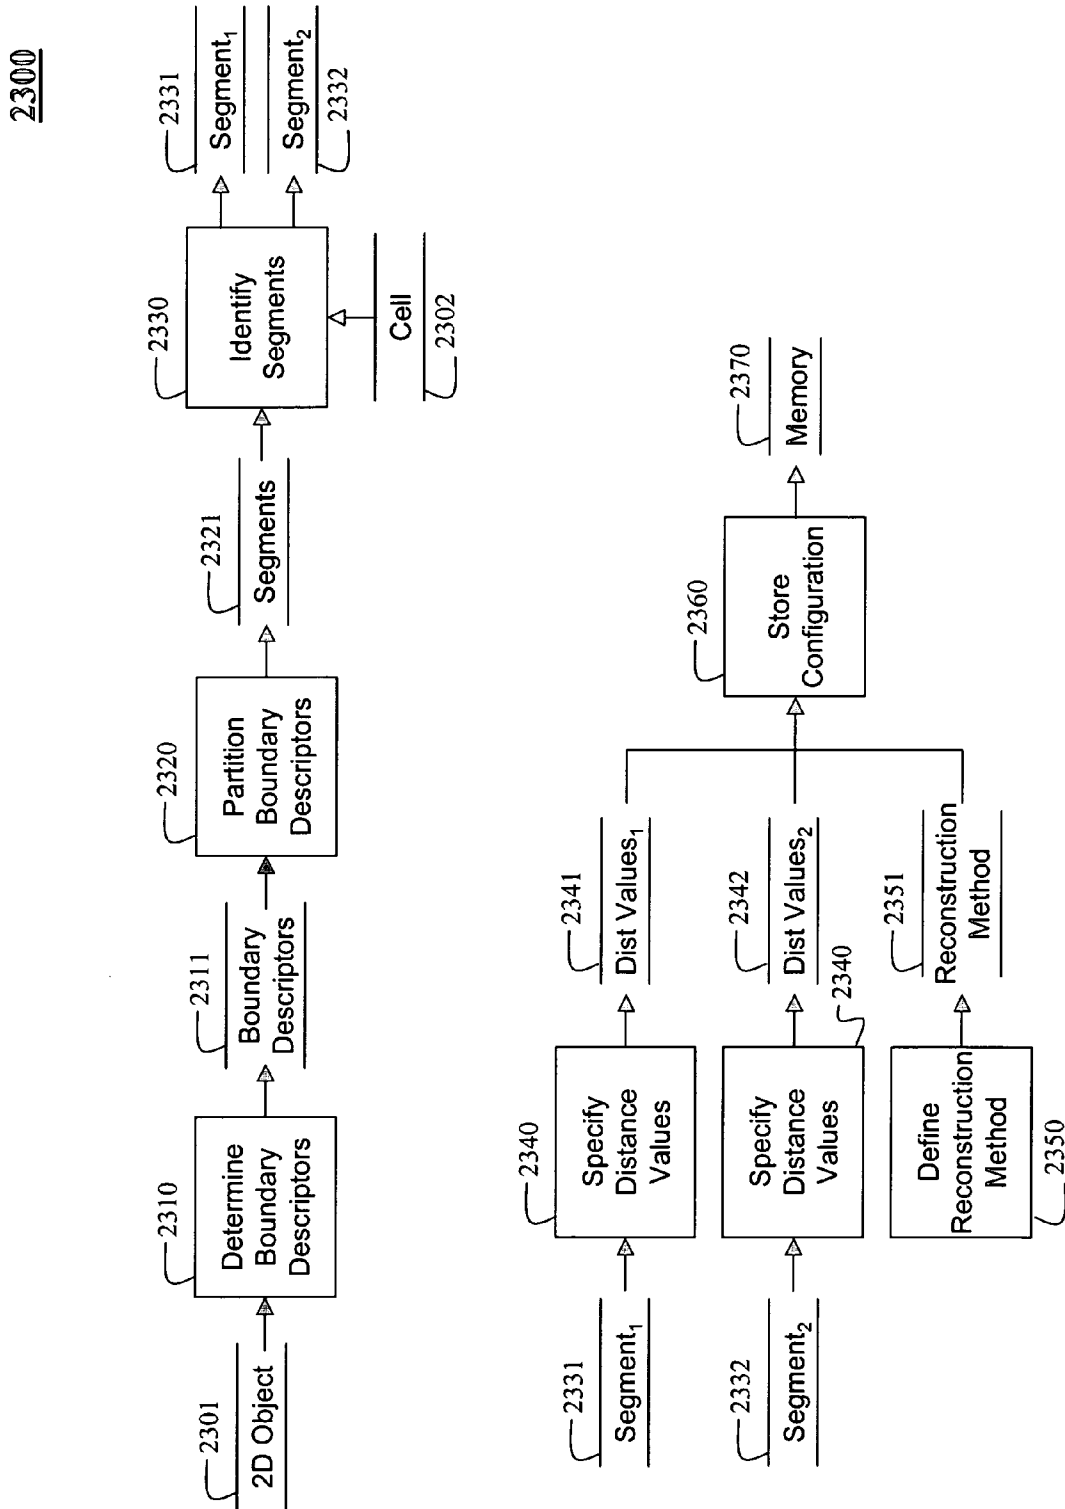 2300
2301
2D Object
2310
Determine
Boundary
Descriptors
2311
Boundary
Descriptors
2320
Partition
Boundary
Descriptors
2321
Segments
2330
Identify
Segments
Cell
2302
2331
Segment₁
Segment₂
2332
2331
Segment₁
2340
Specify
Distance
Values
2341
Dist Values₁
2332
Segment₂
Specify
Distance
Values
2340
2342
Dist Values₂
Define
Reconstruction
Method
2350
2351
Reconstruction
Method
2360
Store
Configuration
2370
Memory